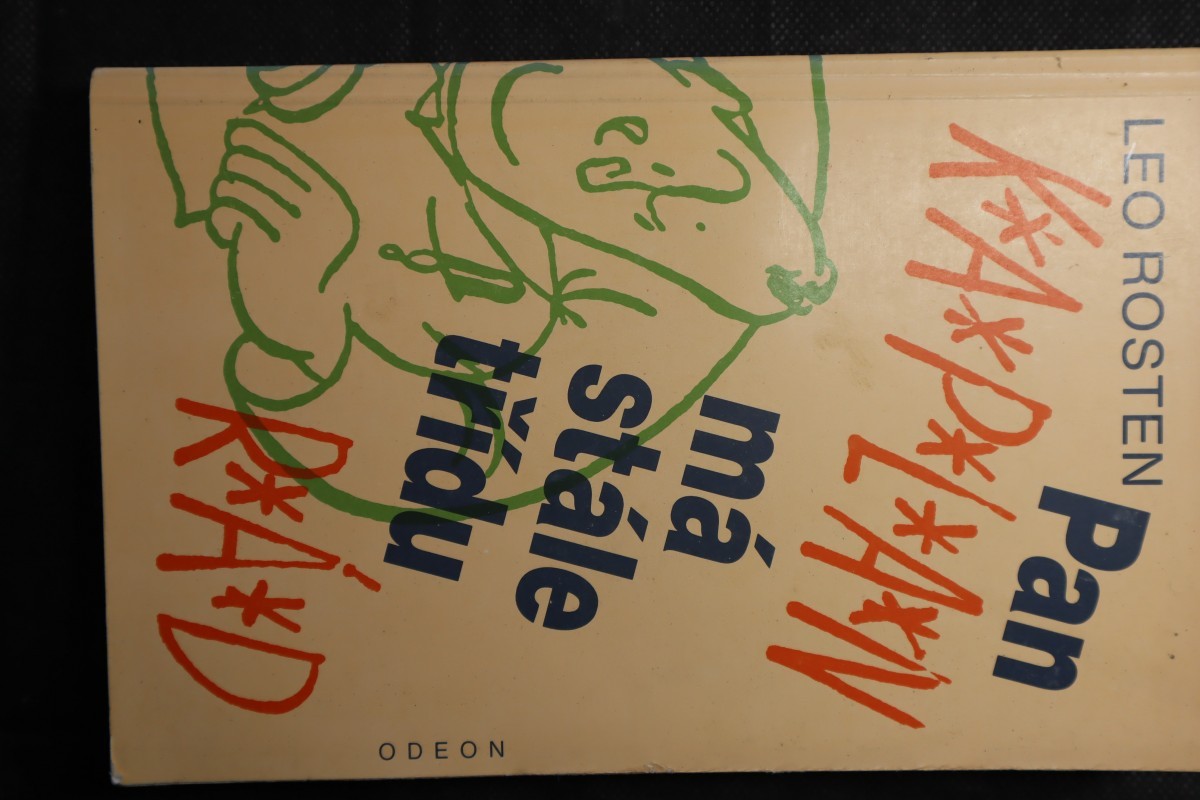 LEO ROSTEN
Pan
K*A*P*L*A*N
má
stále
třídu
R*Á*D
ODEON